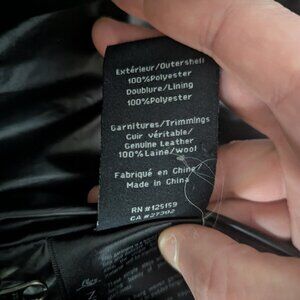 Extérieur/Outershell
100%Polyester
Doublure/Lining
100%Polyester
Garnitures/Trimmings
Cuir véritable/
Genuine Leather
100%Laine/wool
Fabriqué en Chine
Made in China
RN #125159
CA #27302